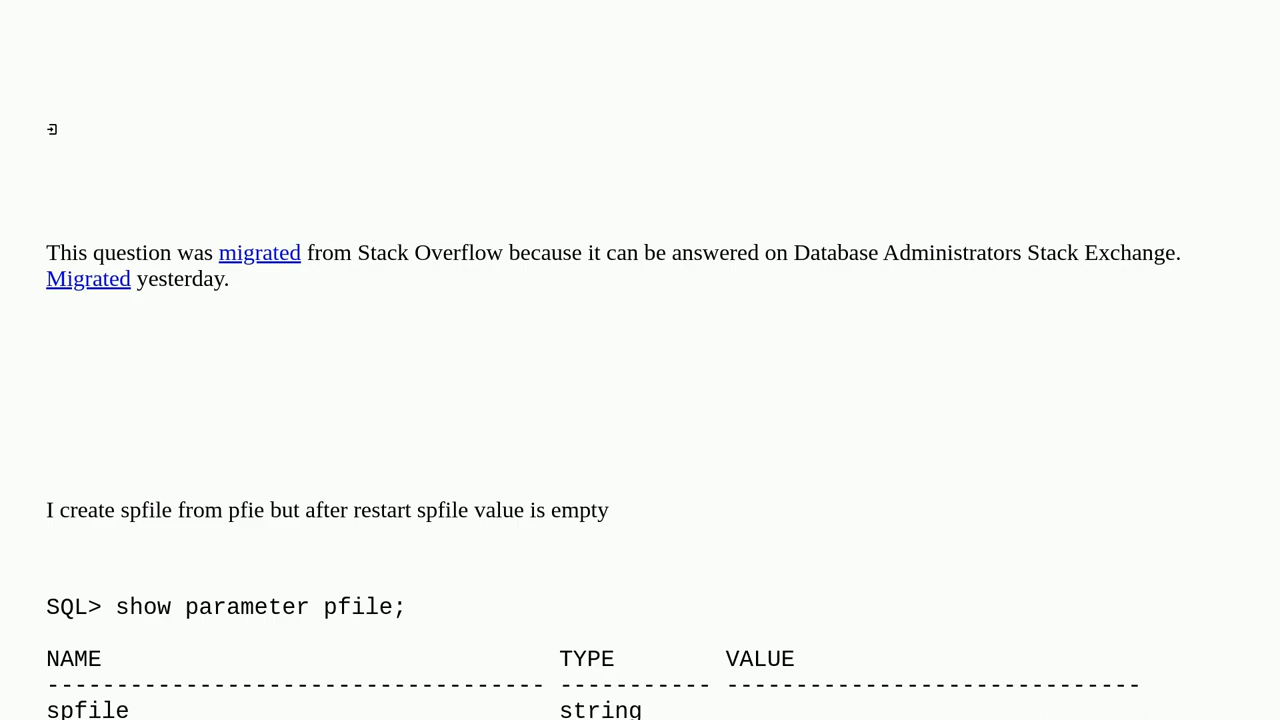 This question was migrated from Stack Overflow because it can be answered on Database Administrators Stack Exchange.
Migrated yesterday.
I create spfile from pfie but after restart spfile value is empty
SQL> show parameter pfile;
NAME                                 TYPE        VALUE
------------------------------------ ----------- ------------------------------
spfile                               string